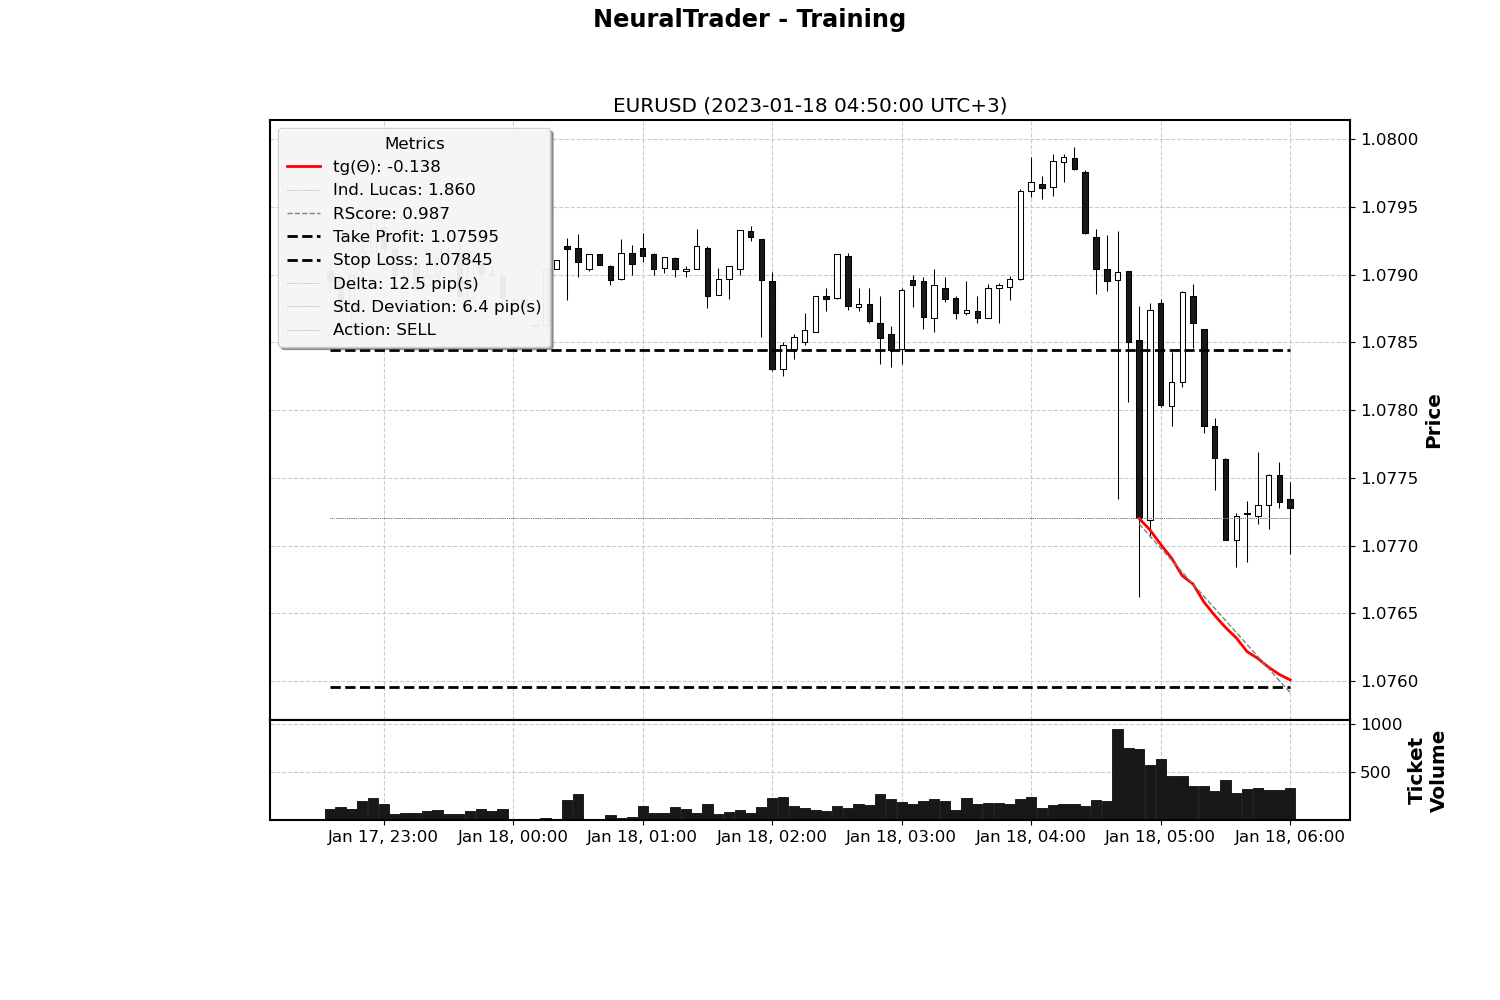 NeuralTrader - Training
EURUSD (2023-01-18 04:50:00 UTC+3)
Metrics
tg(Θ): -0.138
Ind. Lucas: 1.860
RScore: 0.987
Take Profit: 1.07595
Stop Loss: 1.07845
Delta: 12.5 pip(s)
Std. Deviation: 6.4 pip(s)
Action: SELL
1.0800
1.0795
1.0790
1.0785
1.0780
1.0775
1.0770
1.0765
1.0760
Price
1000
500
Ticket
Volume
Jan 17, 23:00
Jan 18, 00:00
Jan 18, 01:00
Jan 18, 02:00
Jan 18, 03:00
Jan 18, 04:00
Jan 18, 05:00
Jan 18, 06:00